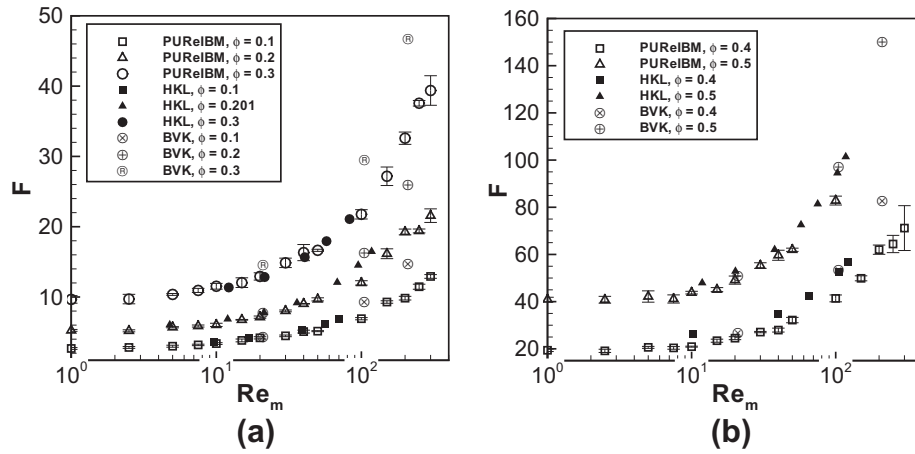 F
50
40
30
20
10
PUReIBM, ϕ = 0.1
PUReIBM, ϕ = 0.2
PUReIBM, ϕ = 0.3
HKL, ϕ = 0.1
HKL, ϕ = 0.201
HKL, ϕ = 0.3
BVK, ϕ = 0.1
BVK, ϕ = 0.2
BVK, ϕ = 0.3
10⁰ 10¹ 10²
Reₘ
(a)
F
160
140
120
100
80
60
40
20
PUReIBM, ϕ = 0.4
PUReIBM, ϕ = 0.5
HKL, ϕ = 0.4
HKL, ϕ = 0.5
BVK, ϕ = 0.4
BVK, ϕ = 0.5
10⁰ 10¹ 10²
Reₘ
(b)